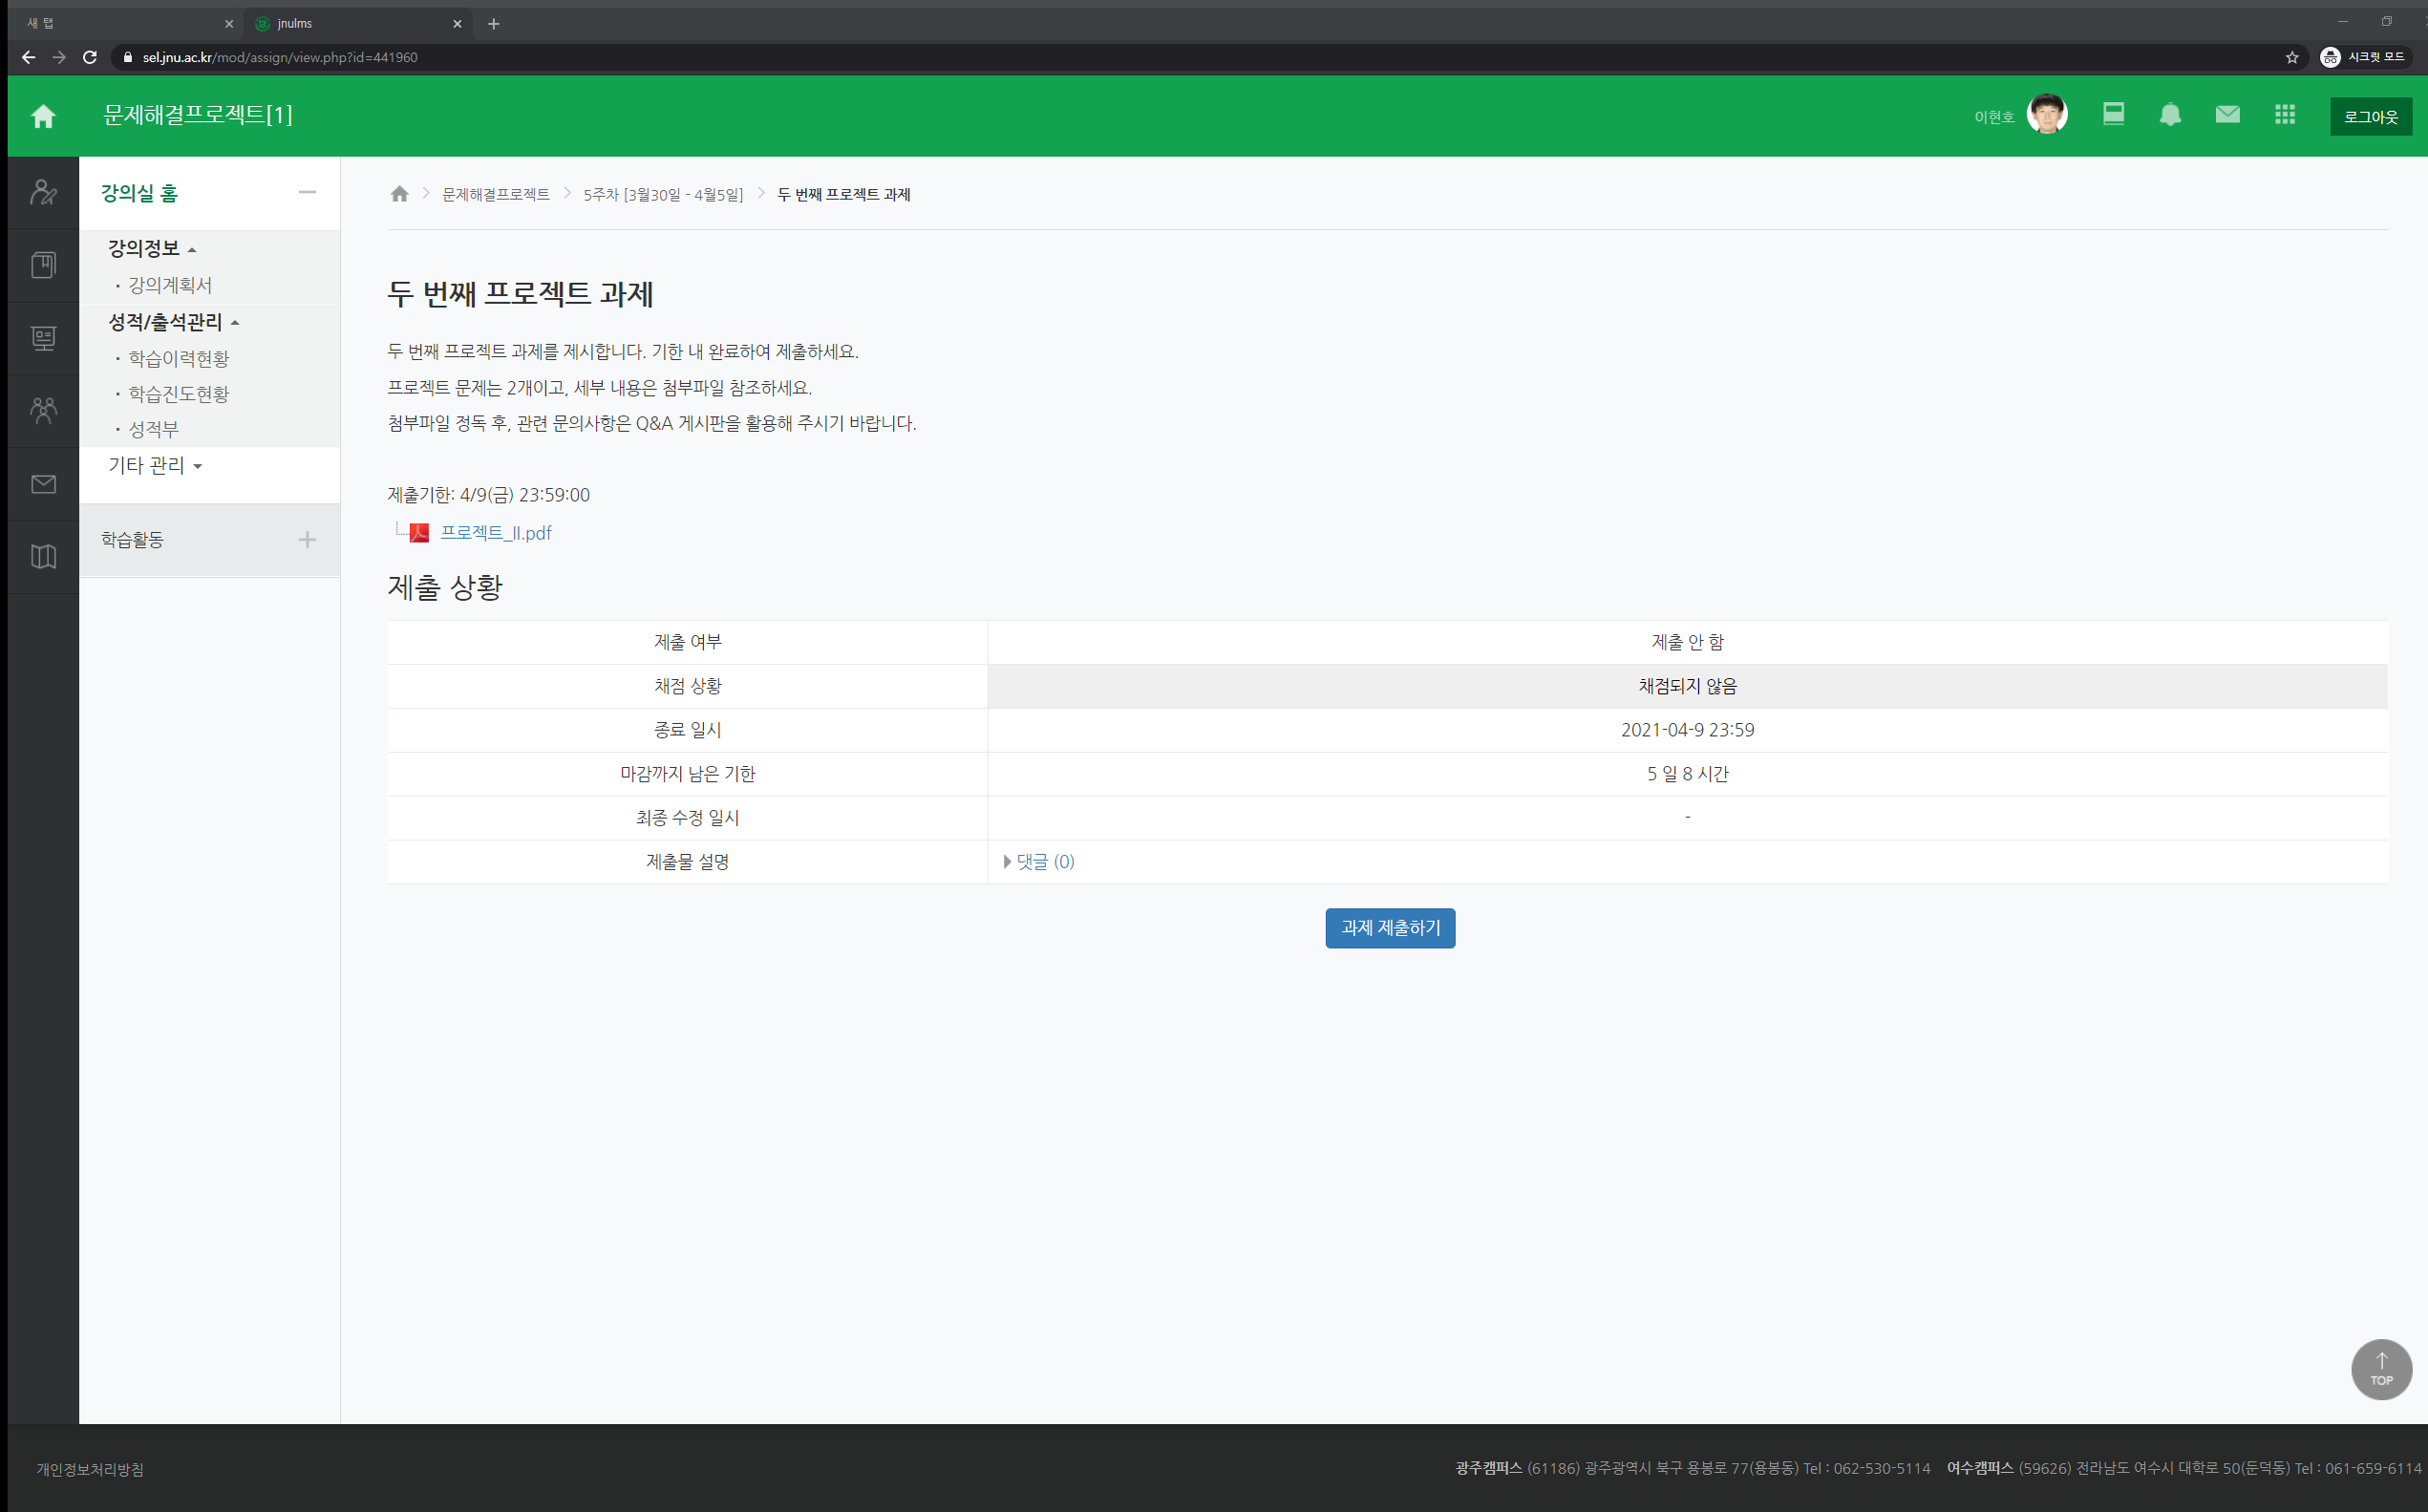 새 탭
jnulms
sel.jnu.ac.kr/mod/assign/view.php?id=441960
시크릿 모드
문제해결프로젝트[1]
이현호
로그아웃
강의실 홈
강의정보
· 강의계획서
성적/출석관리
· 학습이력현황
· 학습진도현황
· 성적부
기타 관리
학습활동
문제해결프로젝트 > 5주차 [3월30일 - 4월5일] > 두 번째 프로젝트 과제
두 번째 프로젝트 과제
두 번째 프로젝트 과제를 제시합니다. 기한 내 완료하여 제출하세요.
프로젝트 문제는 2개이고, 세부 내용은 첨부파일 참조하세요.
첨부파일 정독 후, 관련 문의사항은 Q&A 게시판을 활용해 주시기 바랍니다.
제출기한: 4/9(금) 23:59:00
프로젝트_II.pdf
제출 상황
제출 여부 제출 안 함
채점 상황 채점되지 않음
종료 일시 2021-04-9 23:59
마감까지 남은 기한 5 일 8 시간
최종 수정 일시 -
제출물 설명 댓글 (0)
과제 제출하기
TOP
개인정보처리방침
광주캠퍼스 (61186) 광주광역시 북구 용봉로 77(용봉동) Tel : 062-530-5114 여수캠퍼스 (59626) 전라남도 여수시 대학로 50(둔덕동) Tel : 061-659-6114